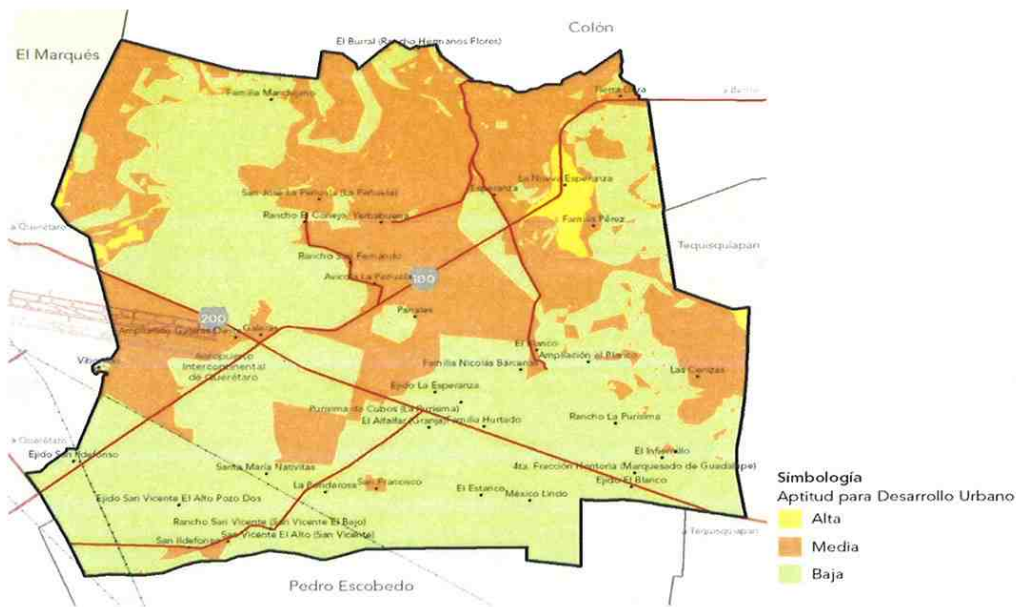 Colón
El Marqués
El Burral (Rancho Hermanos Flores)
Familia Mandujano
Tierra Dura
La Nueva Esperanza
San José La Peñuela (La Peñuela)
Esperanza
Rancho El Conejo
Yerbabuena
Familia Pérez
a Querétaro
Tequisquiapan
Rancho San Fernando
Avícola La Peñuela
100
Panales
200
Galeras
El Blanco
Ampliación el Blanco
Aeropuerto
Intercontinental
de Querétaro
Familia Nicolás Bárcenas
Las Cenizas
Ejido La Esperanza
Purísima de Cubos (La Purísima)
El Alfalfar (Granja)
Familia Hurtado
Rancho La Purísima
a Querétaro
Ejido San Ildefonso
El Infiernillo
Santa María Nativitas
4ta. Fracción Hontoria (Marquesado de Guadalupe)
Ejido El Blanco
La Ponderosa
San Francisco
El Estanco
México Lindo
Ejido San Vicente El Alto Pozo Dos
Rancho San Vicente (San Vicente El Bajo)
San Ildefonso
San Vicente El Alto (San Vicente)
a Tequisquiapan
Pedro Escobedo
Simbología
Aptitud para Desarrollo Urbano
Alta
Media
Baja